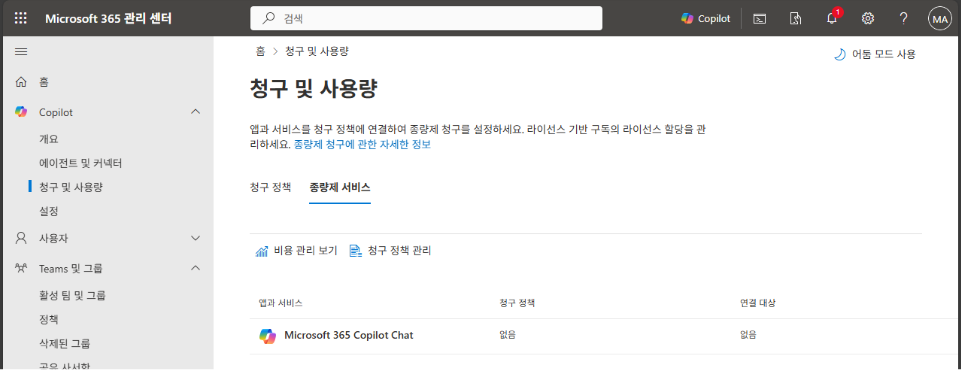 Microsoft 365 관리 센터
검색
Copilot
1
?
MA
홈
Copilot
개요
에이전트 및 커넥터
청구 및 사용량
설정
사용자
Teams 및 그룹
활성 팀 및 그룹
정책
삭제된 그룹
공유 사서함
홈 > 청구 및 사용량
어둠 모드 사용
청구 및 사용량
앱과 서비스를 청구 정책에 연결하여 종량제 청구를 설정하세요. 라이선스 기반 구독의 라이선스 할당을 관
리하세요. 종량제 청구에 관한 자세한 정보
청구 정책 종량제 서비스
비용 관리 보기 청구 정책 관리
앱과 서비스 청구 정책 연결 대상
Microsoft 365 Copilot Chat 없음 없음